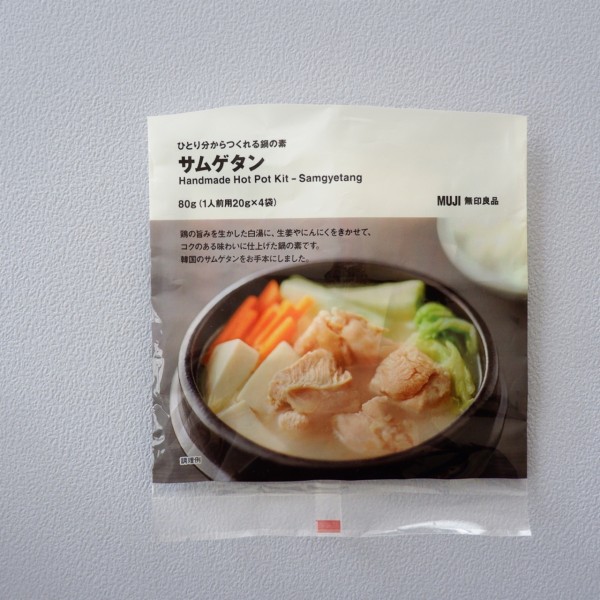 ひとり分からつくれる鍋の素
サムゲタン
Handmade Hot Pot Kit – Samgyetang
80g (1人前用20g×4袋)
MUJI 無印良品
鶏の旨みを生かした白湯に、生姜やにんにくをきかせて、
コクのある味わいに仕上げた鍋の素です。
韓国のサムゲタンをお手本にしました。
調理例